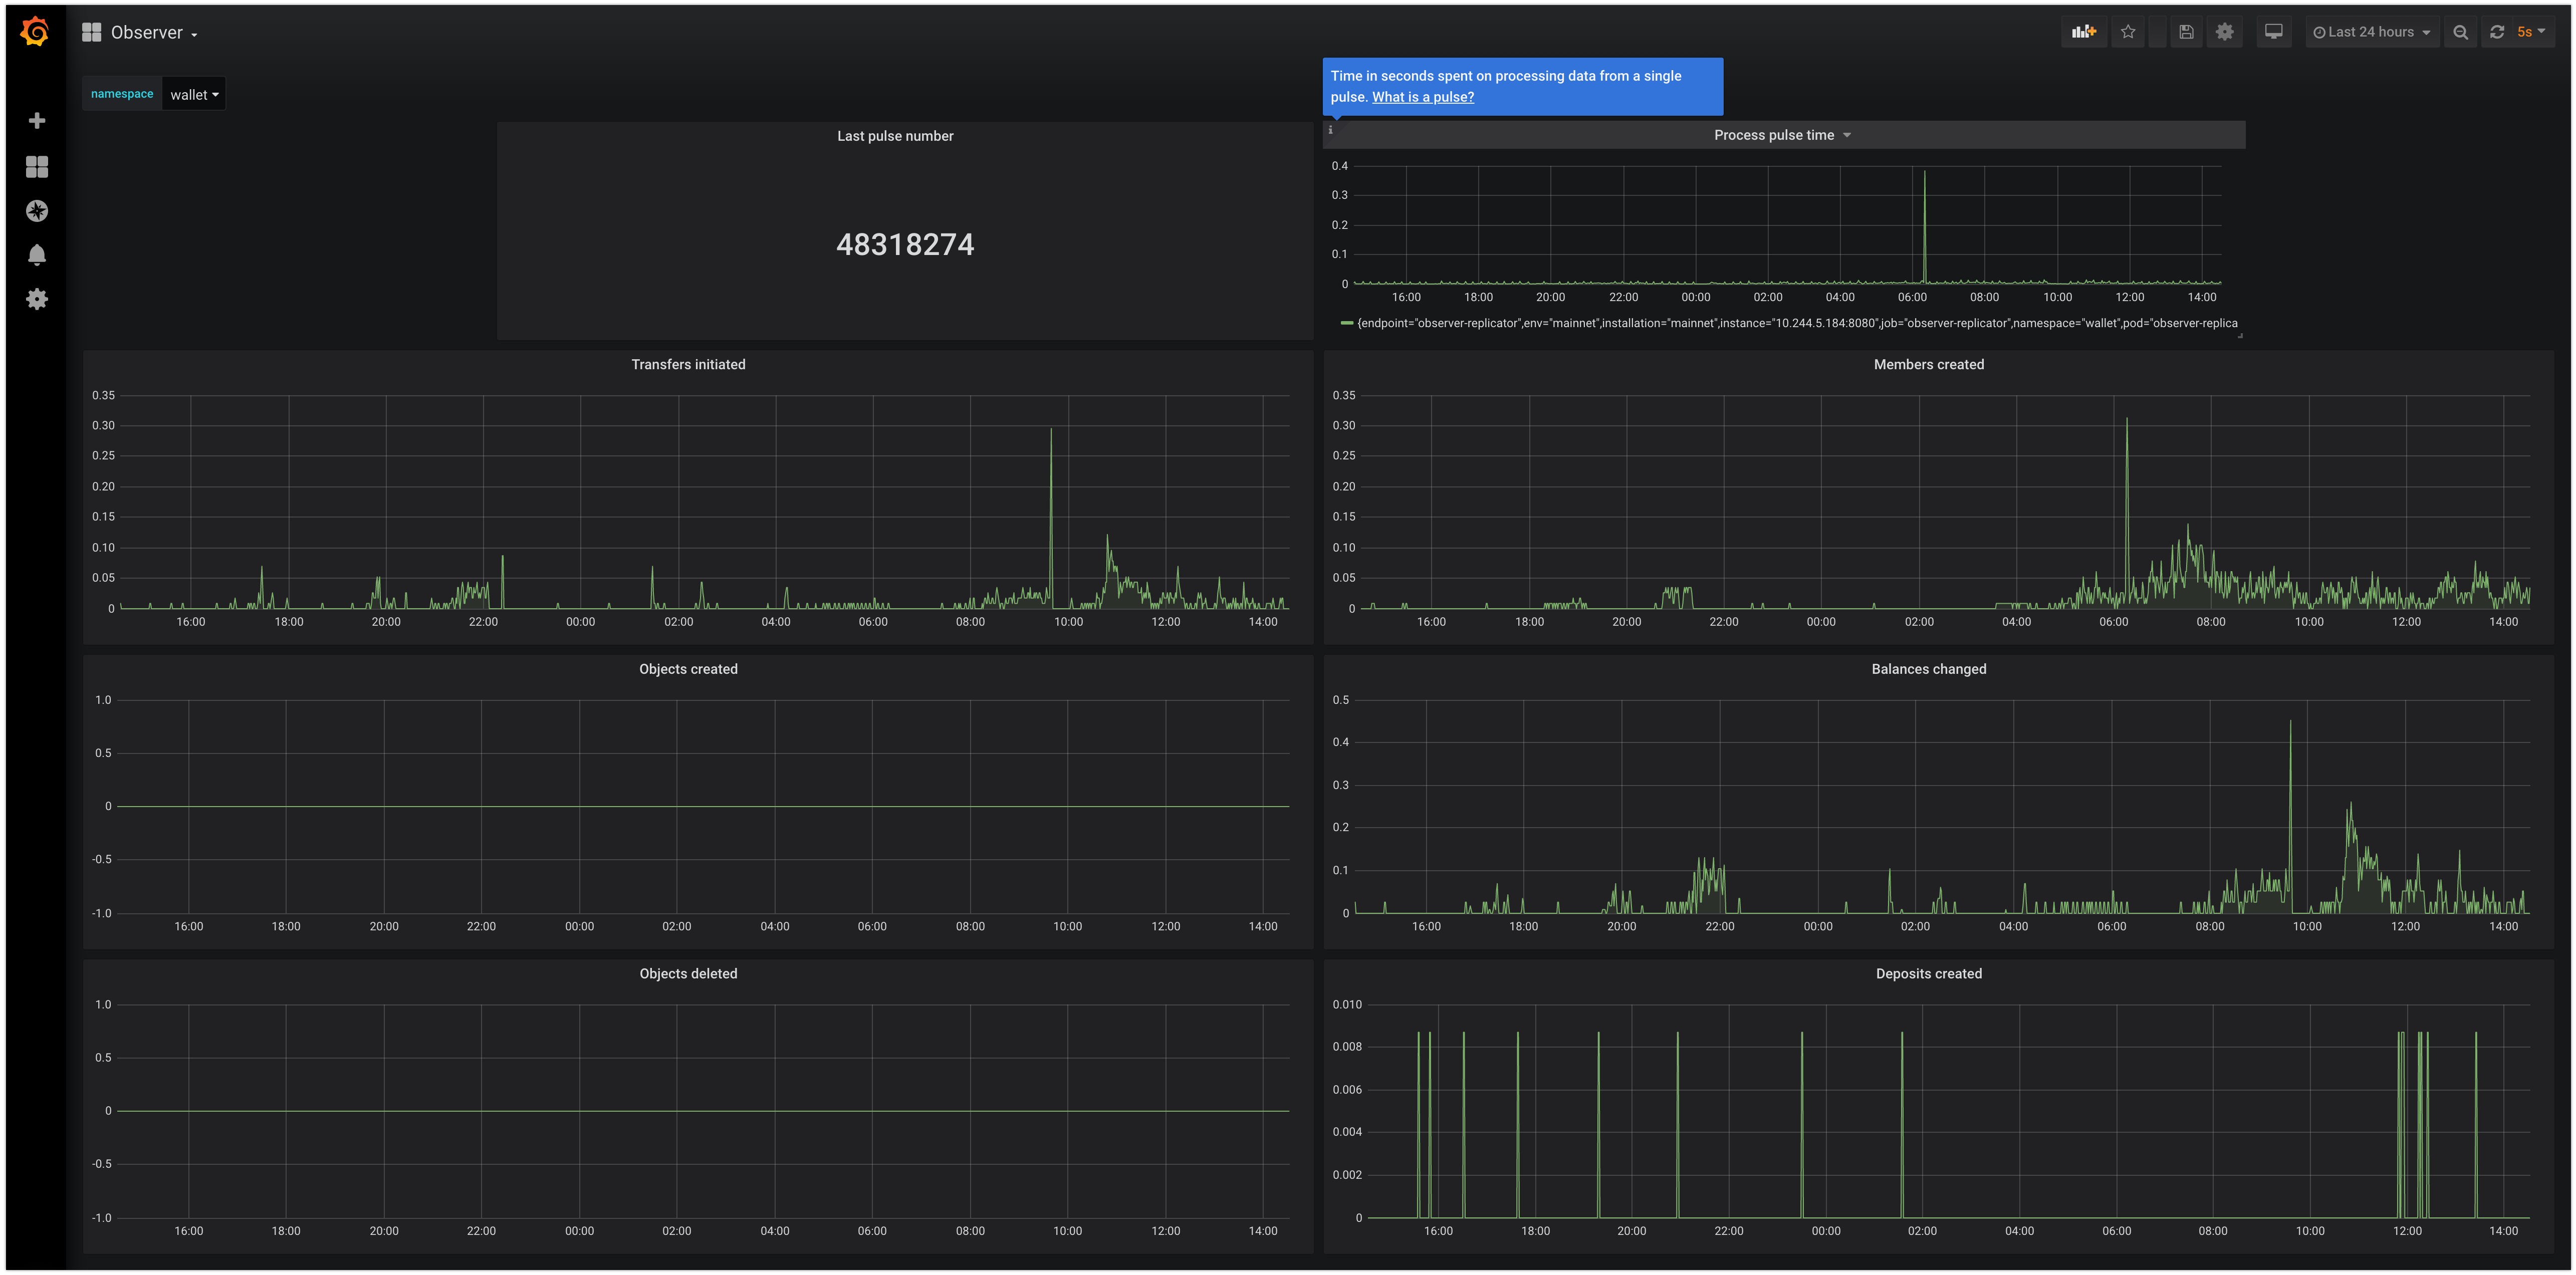 Observer
Last 24 hours
5s
namespace
wallet
Time in seconds spent on processing data from a single
pulse. What is a pulse?
Last pulse number
48318274
i
Process pulse time
0.4
0.3
0.2
0.1
0
16:00 18:00 20:00 22:00 00:00 02:00 04:00 06:00 08:00 10:00 12:00 14:00
{endpoint="observer-replicator",env="mainnet",installation="mainnet",instance="10.244.5.184:8080",job="observer-replicator",namespace="wallet",pod="observer-replica
Transfers initiated
0.35
0.30
0.25
0.20
0.15
0.10
0.05
0
16:00 18:00 20:00 22:00 00:00 02:00 04:00 06:00 08:00 10:00 12:00 14:00
Members created
0.35
0.30
0.25
0.20
0.15
0.10
0.05
0
16:00 18:00 20:00 22:00 00:00 02:00 04:00 06:00 08:00 10:00 12:00 14:00
Objects created
1.0
0.5
0
-0.5
-1.0
16:00 18:00 20:00 22:00 00:00 02:00 04:00 06:00 08:00 10:00 12:00 14:00
Balances changed
0.5
0.4
0.3
0.2
0.1
0
16:00 18:00 20:00 22:00 00:00 02:00 04:00 06:00 08:00 10:00 12:00 14:00
Objects deleted
1.0
0.5
0
-0.5
-1.0
16:00 18:00 20:00 22:00 00:00 02:00 04:00 06:00 08:00 10:00 12:00 14:00
Deposits created
0.010
0.008
0.006
0.004
0.002
0
16:00 18:00 20:00 22:00 00:00 02:00 04:00 06:00 08:00 10:00 12:00 14:00